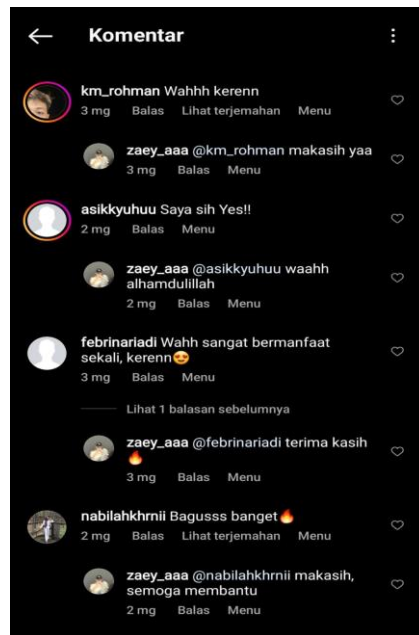 Komentar
km_rohman Wahhh kerenn
3 mg Balas Lihat terjemahan Menu
zaey_aaa @km_rohman makasih yaa
3 mg Balas Menu
asikkyuhuu Saya sih Yes!!
2 mg Balas Menu
zaey_aaa @asikkyuhuu waahh
alhamdulillah
2 mg Balas Menu
febrinariadi Wahh sangat bermanfaat
sekali, kerenn😍
3 mg Balas Menu
Lihat 1 balasan sebelumnya
zaey_aaa @febrinariadi terima kasih
🔥
3 mg Balas Menu
nabilahkhrnii Bagusss banget🔥
2 mg Balas Lihat terjemahan Menu
zaey_aaa @nabilahkhrnii makasih,
semoga membantu
2 mg Balas Menu